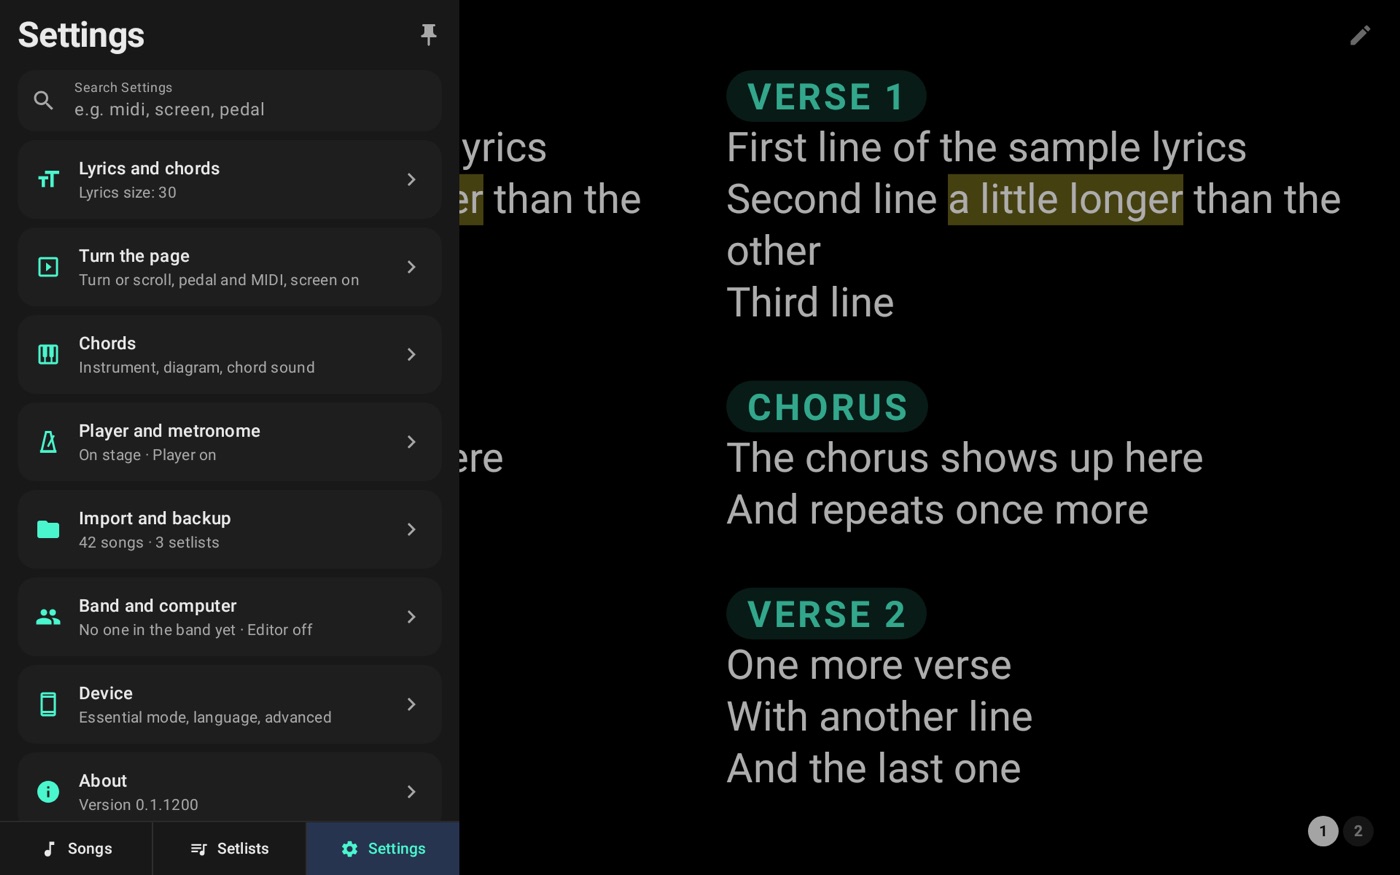 Settings
Search Settings
e.g. midi, screen, pedal
Lyrics and chords
Lyrics size: 30
Turn the page
Turn or scroll, pedal and MIDI, screen on
Chords
Instrument, diagram, chord sound
Player and metronome
On stage · Player on
Import and backup
42 songs · 3 setlists
Band and computer
No one in the band yet · Editor off
Device
Essential mode, language, advanced
About
Version 0.1.1200
Songs
Setlists
Settings
yrics
er than the
ere
VERSE 1
First line of the sample lyrics
Second line a little longer than the
other
Third line
CHORUS
The chorus shows up here
And repeats once more
VERSE 2
One more verse
With another line
And the last one
1 2